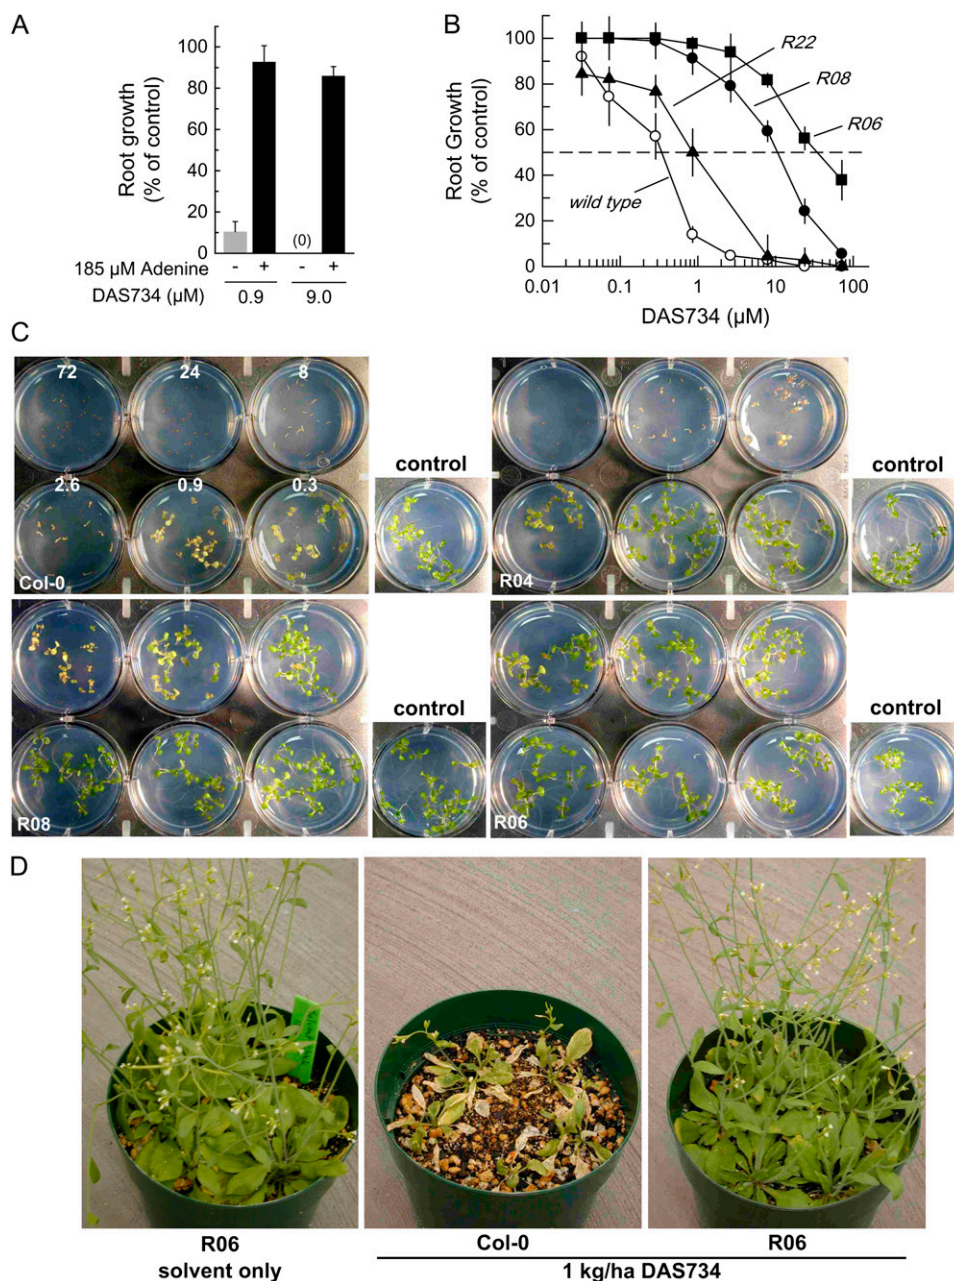 A
Root growth
(% of control)
100
80
60
40
20
0
(0)
185 µM Adenine - + - +
DAS734 (µM) 0.9 9.0
B
Root Growth
(% of control)
100
80
60
40
20
0
R22
R08
R06
wild type
0.01 0.1 1 10 100
DAS734 (µM)
C
72 24 8
2.6 0.9 0.3
Col-0
control
R04
control
R08
control
R06
control
D
R06
solvent only
Col-0 R06
1 kg/ha DAS734